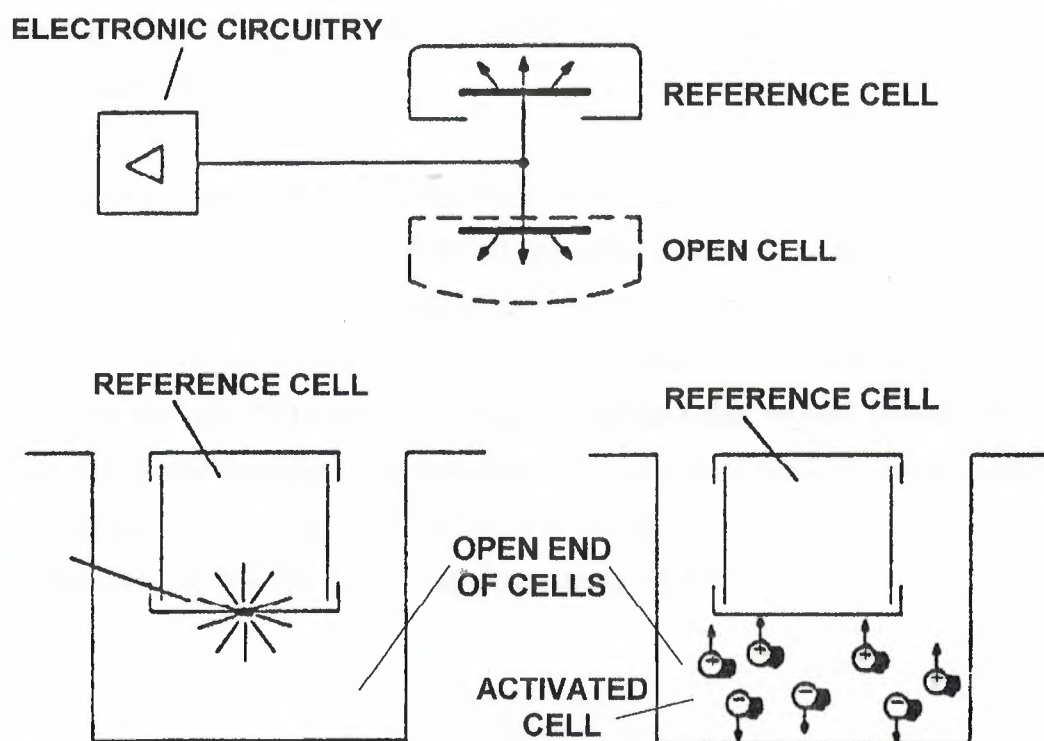 ELECTRONIC CIRCUITRY
REFERENCE CELL
OPEN CELL
REFERENCE CELL
REFERENCE CELL
OPEN END
OF CELLS
ACTIVATED
CELL
+
+
+
+
−
−
−